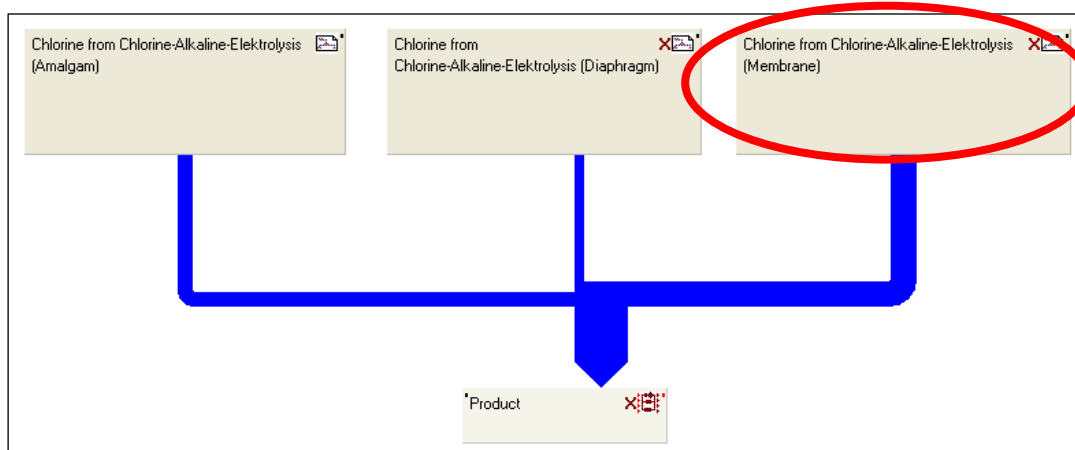 Chlorine from Chlorine-Alkaline-Elektrolysis
(Amalgam)
Chlorine from
Chlorine-Alkaline-Elektrolysis (Diaphragm)
Chlorine from Chlorine-Alkaline-Elektrolysis
(Membrane)
Product